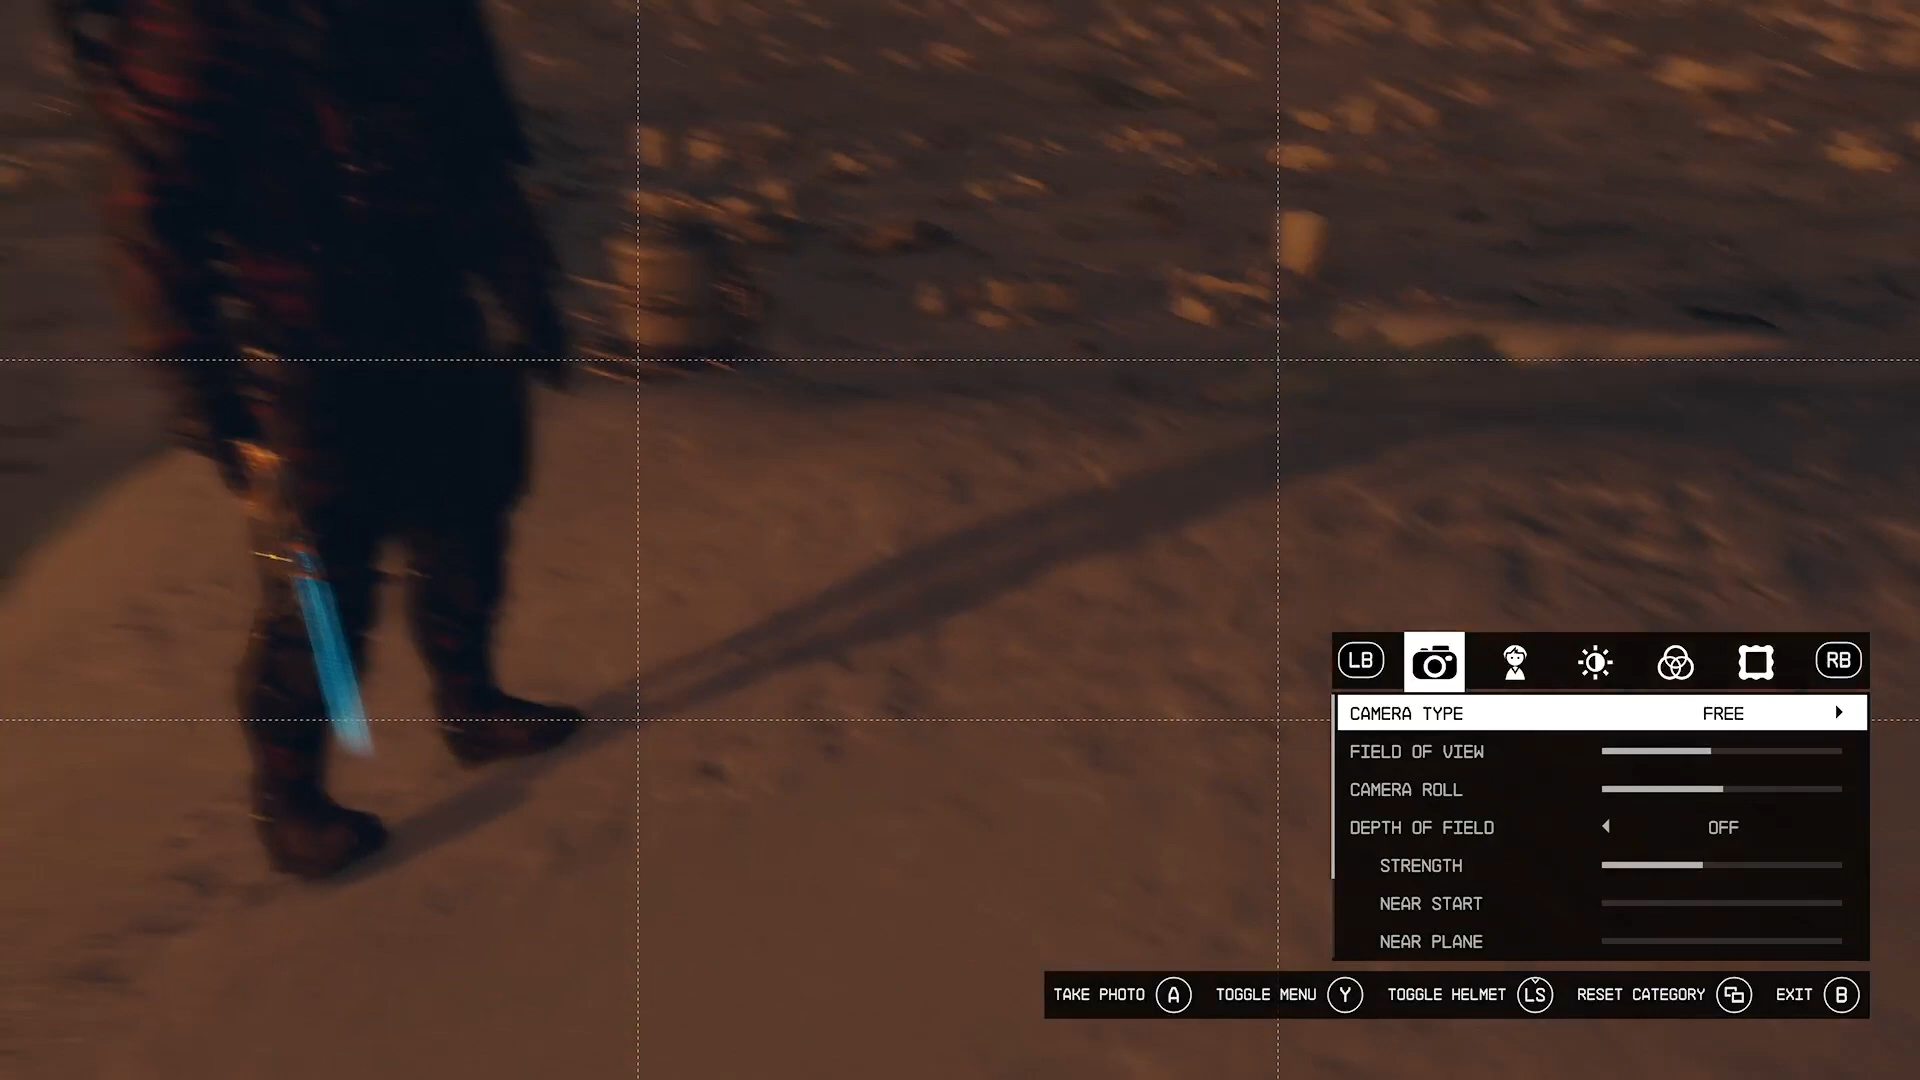 LB RB
CAMERA TYPE FREE
FIELD OF VIEW
CAMERA ROLL
DEPTH OF FIELD OFF
STRENGTH
NEAR START
NEAR PLANE
TAKE PHOTO A TOGGLE MENU Y TOGGLE HELMET LS RESET CATEGORY EXIT B